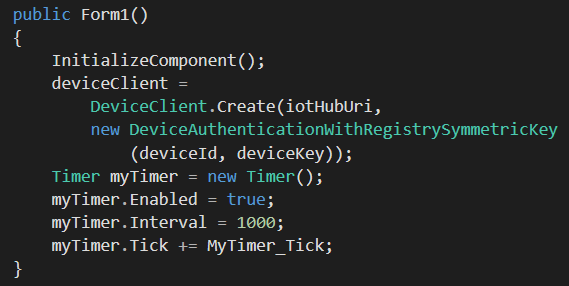 public Form1()
{
    InitializeComponent();
    deviceClient =
        DeviceClient.Create(iotHubUri,
        new DeviceAuthenticationWithRegistrySymmetricKey
            (deviceId, deviceKey));
    Timer myTimer = new Timer();
    myTimer.Enabled = true;
    myTimer.Interval = 1000;
    myTimer.Tick += MyTimer_Tick;
}